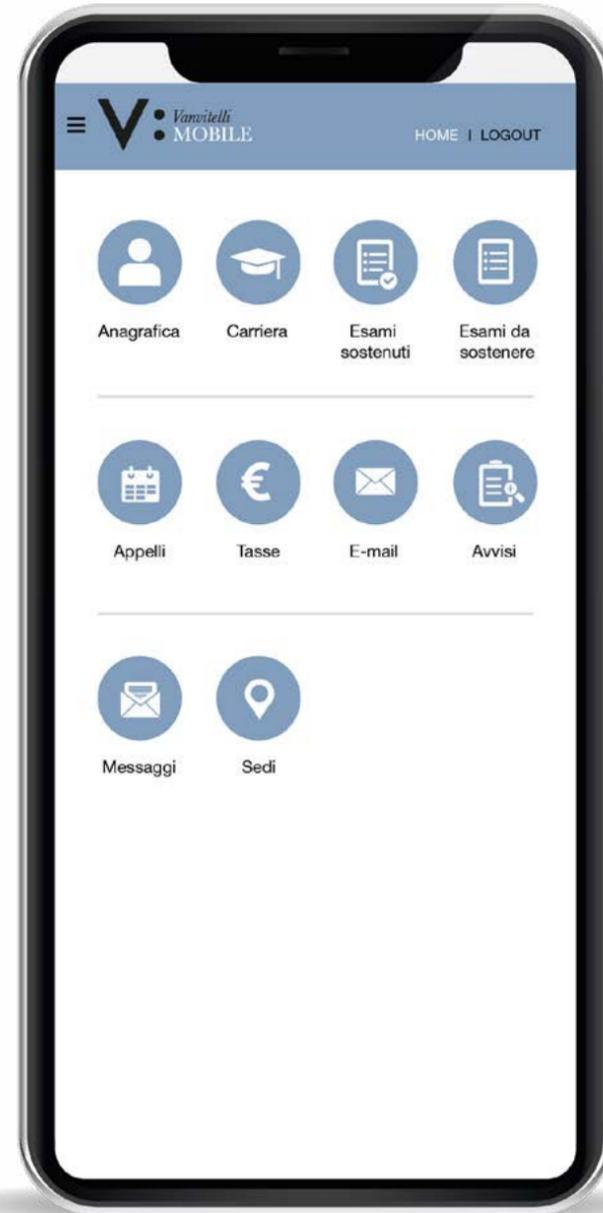 V: Vanvitelli
MOBILE
HOME | LOGOUT
Anagrafica
Carriera
Esami
sostenuti
Esami da
sostenere
Appelli
Tasse
E-mail
Avvisi
Messaggi
Sedi